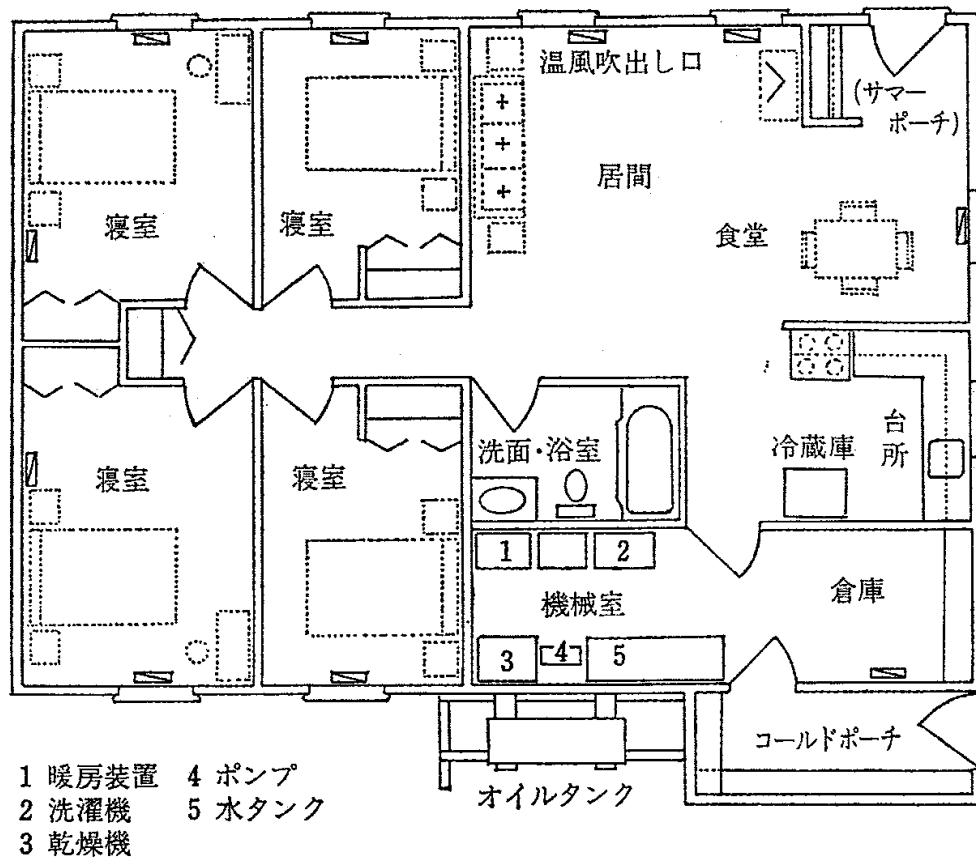 温風吹出し口
(サマー
ポーチ)
居間
寝室
寝室
食堂
洗面・浴室
冷蔵庫
台
所
寝室
寝室
1
2
機械室
倉庫
3
4
5
コールドポーチ
オイルタンク
1 暖房装置 4 ポンプ
2 洗濯機 5 水タンク
3 乾燥機